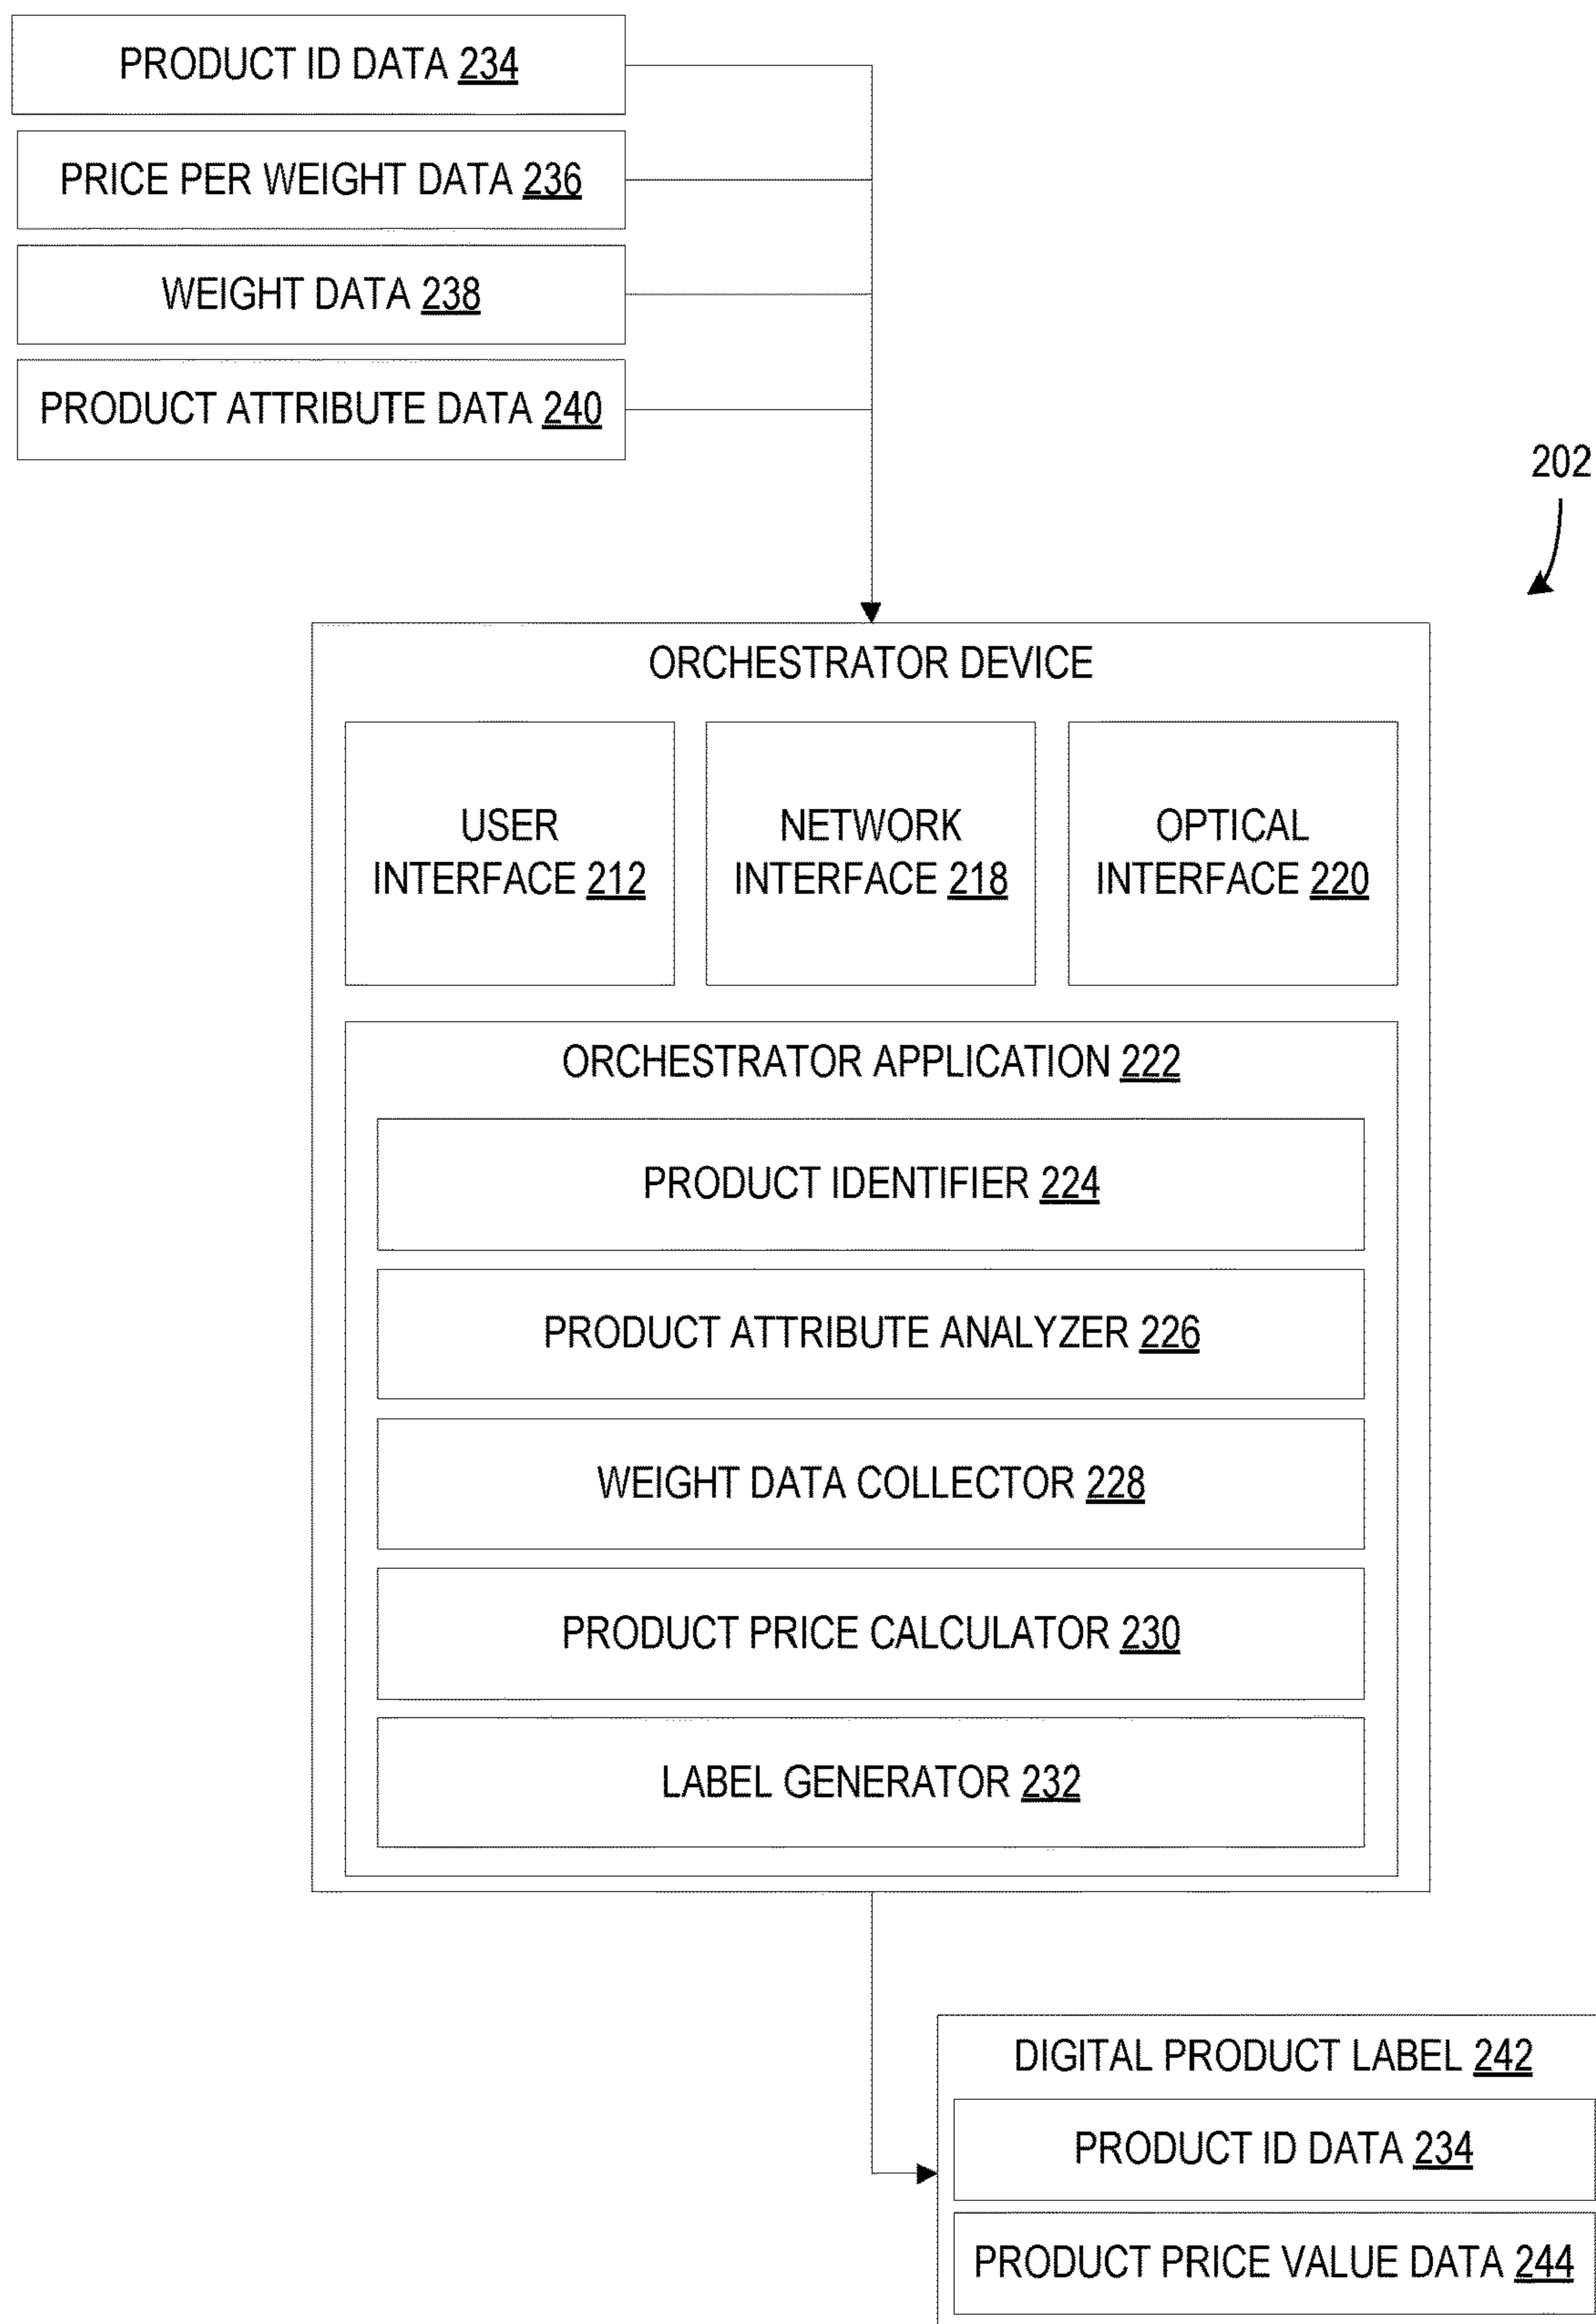 PRODUCT ID DATA 234
PRICE PER WEIGHT DATA 236
WEIGHT DATA 238
PRODUCT ATTRIBUTE DATA 240
202
ORCHESTRATOR DEVICE
USER
INTERFACE 212
NETWORK
INTERFACE 218
OPTICAL
INTERFACE 220
ORCHESTRATOR APPLICATION 222
PRODUCT IDENTIFIER 224
PRODUCT ATTRIBUTE ANALYZER 226
WEIGHT DATA COLLECTOR 228
PRODUCT PRICE CALCULATOR 230
LABEL GENERATOR 232
DIGITAL PRODUCT LABEL 242
PRODUCT ID DATA 234
PRODUCT PRICE VALUE DATA 244